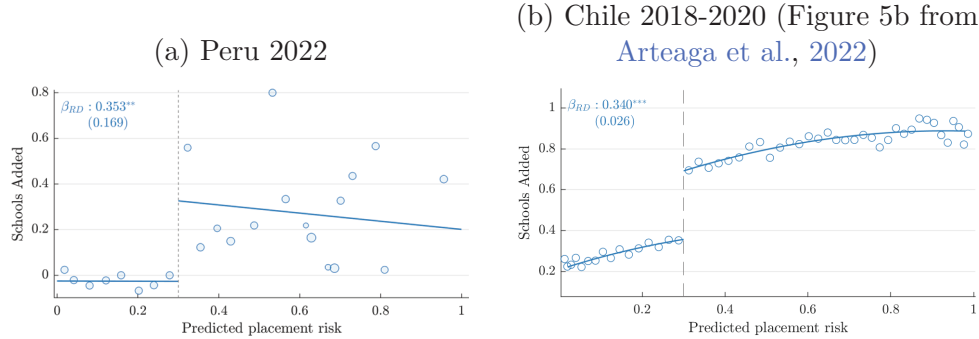 (a) Peru 2022
β_RD : 0.353**
(0.169)
Schools Added
0.8
0.6
0.4
0.2
0
0 0.2 0.4 0.6 0.8 1
Predicted placement risk
(b) Chile 2018-2020 (Figure 5b from
Arteaga et al., 2022)
β_RD : 0.340***
(0.026)
Schools Added
1
0.8
0.6
0.4
0.2
0.2 0.4 0.6 0.8 1
Predicted placement risk